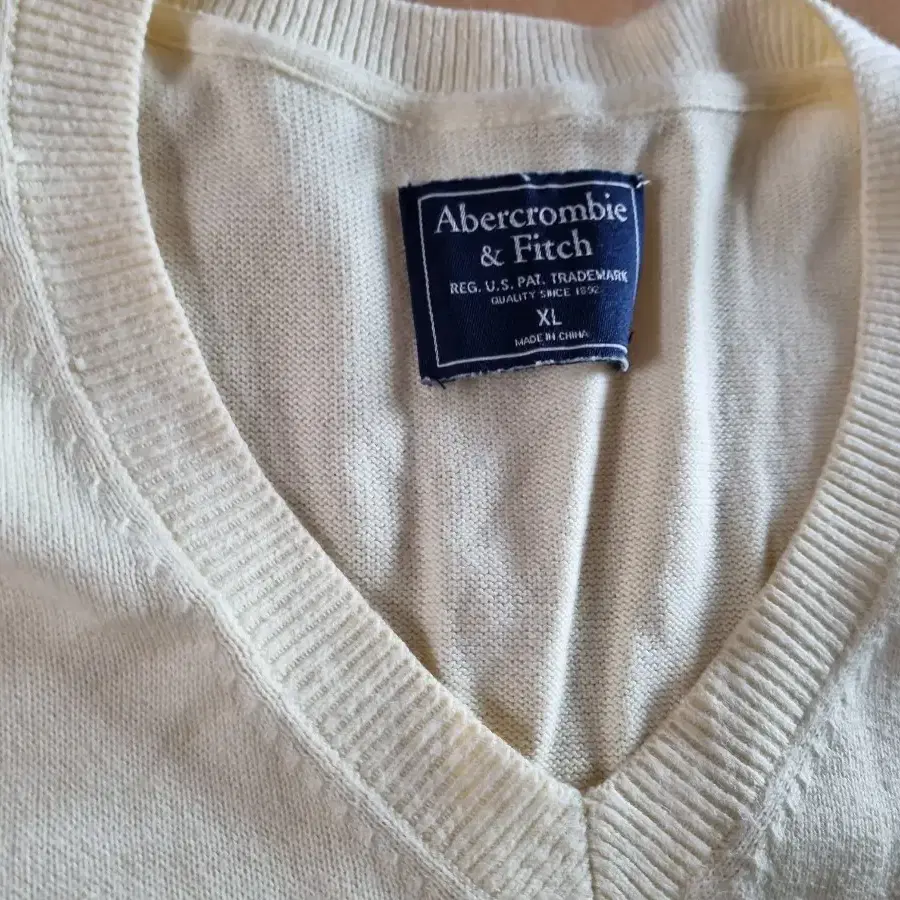 Abercrombie
& Fitch
REG. U.S. PAT. TRADEMARK
QUALITY SINCE 1892
XL
MADE IN CHINA